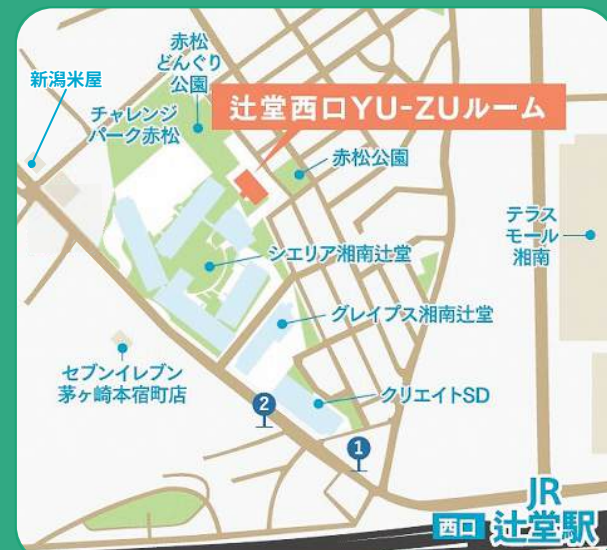 赤松
どんぐり
公園
新潟米屋
チャレンジ
パーク赤松
辻堂西口YU-ZUルーム
赤松公園
テラス
モール
湘南
シエリア湘南辻堂
グレイプス湘南辻堂
セブンイレブン
茅ヶ崎本宿町店
クリエイトSD
2
1
JR
西口 辻堂駅